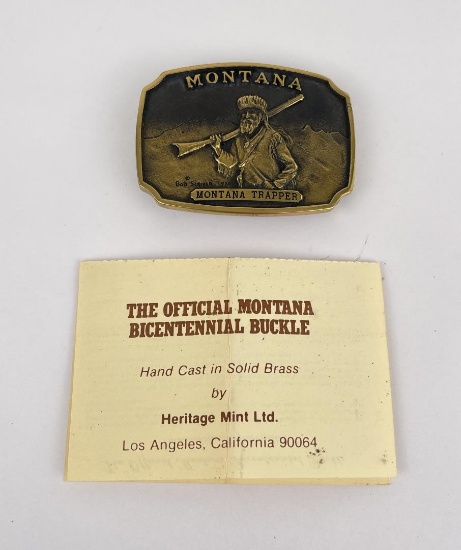 MONTANA
©
MONTANA TRAPPER
THE OFFICIAL MONTANA
BICENTENNIAL BUCKLE
Hand Cast in Solid Brass
by
Heritage Mint Ltd.
Los Angeles, California 90064